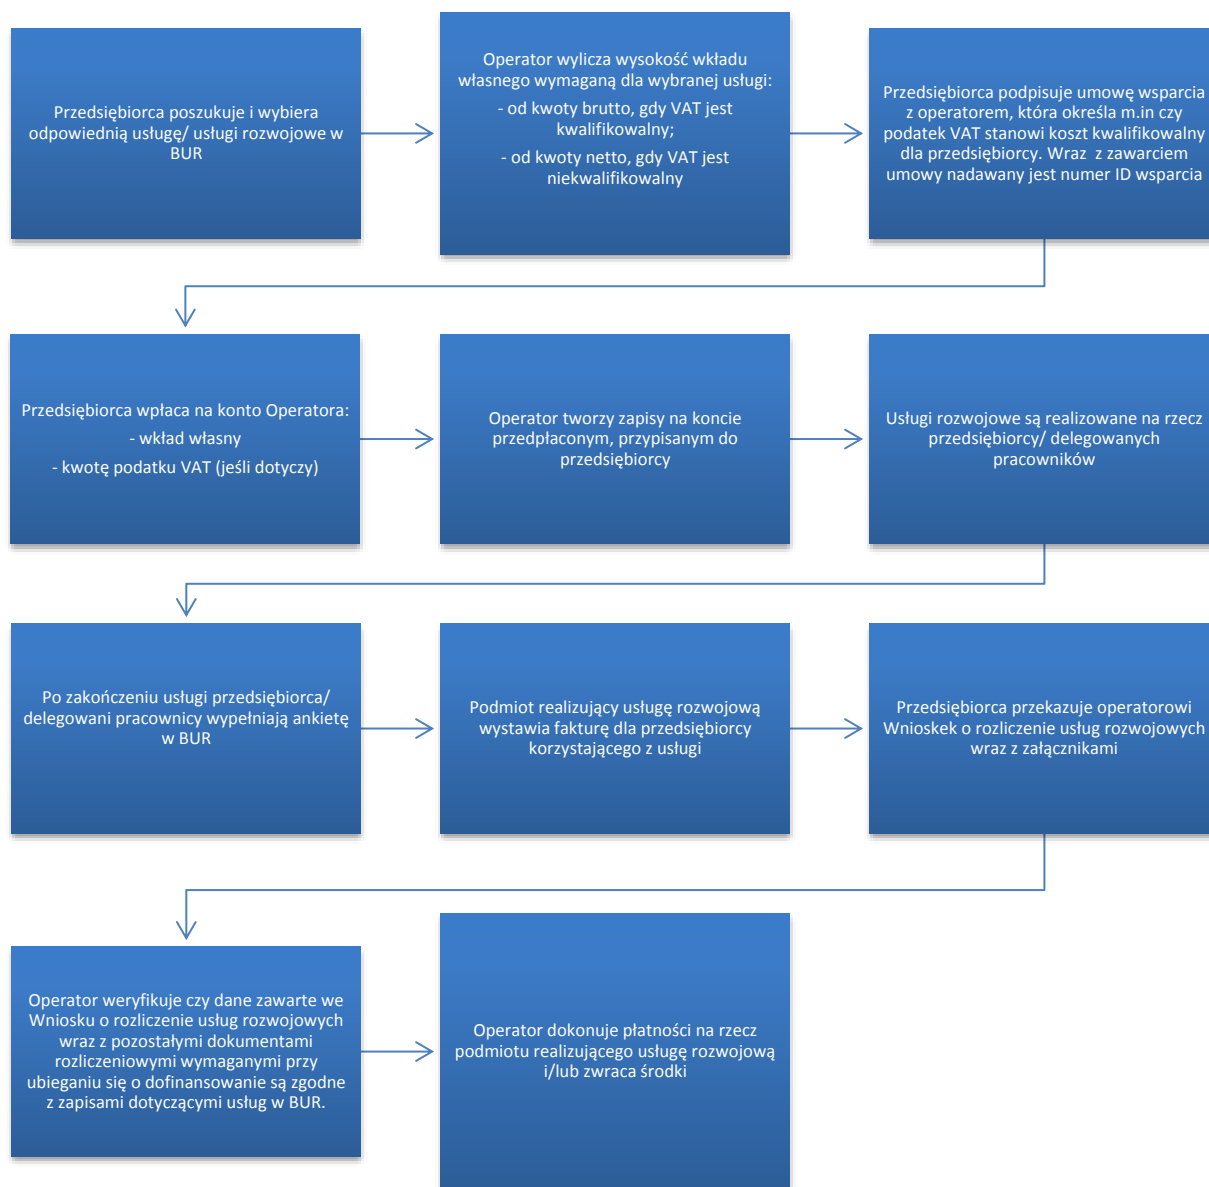 Przedsiębiorca poszukuje i wybiera
odpowiednią usługę/ usługi rozwojowe w
BUR
Operator wylicza wysokość wkładu
własnego wymaganą dla wybranej usługi:
- od kwoty brutto, gdy VAT jest
kwalifikowalny;
- od kwoty netto, gdy VAT jest
niekwalifikowalny
Przedsiębiorca podpisuje umowę wsparcia
z operatorem, która określa m.in czy
podatek VAT stanowi koszt kwalifikowalny
dla przedsiębiorcy. Wraz z zawarciem
umowy nadawany jest numer ID wsparcia
Przedsiębiorca wpłaca na konto Operatora:
- wkład własny
- kwotę podatku VAT (jeśli dotyczy)
Operator tworzy zapisy na koncie
przedpłaconym, przypisanym do
przedsiębiorcy
Usługi rozwojowe są realizowane na rzecz
przedsiębiorcy/ delegowanych
pracowników
Po zakończeniu usługi przedsiębiorca/
delegowani pracownicy wypełniają ankietę
w BUR
Podmiot realizujący usługę rozwojową
wystawia fakturę dla przedsiębiorcy
korzystającego z usługi
Przedsiębiorca przekazuje operatorowi
Wniosek o rozliczenie usług rozwojowych
wraz z załącznikami
Operator weryfikuje czy dane zawarte we
Wniosku o rozliczenie usług rozwojowych
wraz z pozostałymi dokumentami
rozliczeniowymi wymaganymi przy
ubieganiu się o dofinansowanie są zgodne
z zapisami dotyczącymi usług w BUR.
Operator dokonuje płatności na rzecz
podmiotu realizującego usługę rozwojową
i/lub zwraca środki